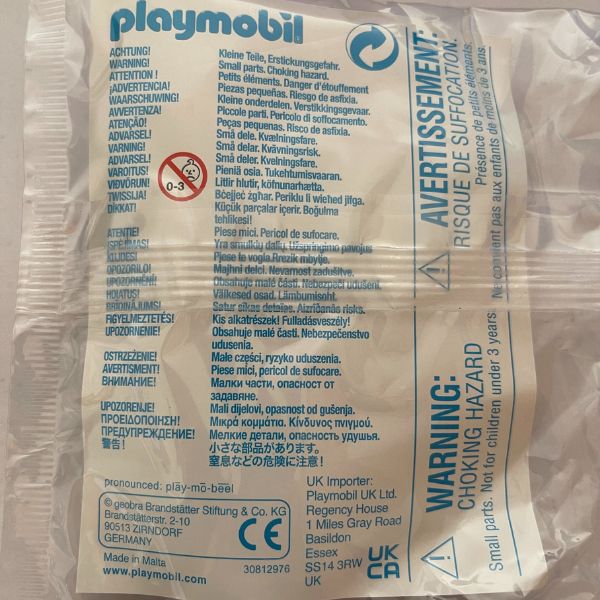 playmobil
ACHTUNG! Kleine Teile, Erstickungsgefahr.
WARNING! Small parts. Choking hazard.
ATTENTION ! Petits éléments. Danger d'étouffement
¡ADVERTENCIA! Piezas pequeñas. Riesgo de asfixia.
WAARSCHUWING! Kleine onderdelen. Verstikkingsgevaar.
AVVERTENZA! Piccole parti. Pericolo di soffocamento.
ATENÇÃO! Peças pequenas. Risco de asfixia.
ADVARSEL! Små dele. Kvælningsfare.
VARNING! Små delar. Kvävningsrisk.
ADVARSEL! Små deler. Kvelningsfare.
VAROITUS! Pieniä osia. Tukehtumisvaaran.
VIÐVÖRUN! Litlir hlutir, köfnunarhætta.
TWISSIJA! Bċejjeċ żgħar. Periklu li wieħed jifga.
DİKKAT! Küçük parçalar içerir. Boğulma
tehlikesi!
0-3
ATENȚIE! Piese mici. Pericol de sufocare.
ĮSPĖJIMAS! Yra smulkių dalių. Užspringimo pavojus
KUJDES! Pjese te vogla. Rrezik mbytje.
OPOZORILO! Majhni delci. Nevarnost zadušitve.
UPOZORNĚNÍ! Obsahuje malé části. Nebezpečí udušení.
HOIATUS! Väikesed osad. Lämbumisoht.
BRĪDINĀJUMS! Satur sīkas detaļas. Aizrīšanās risks.
FIGYELMEZTETÉS! Kis alkatrészek! Fulladásveszély!
UPOZORNENIE! Obsahuje malé časti. Nebezpečenstvo
udusenia.
OSTRZEŻENIE! Małe części, ryzyko uduszenia.
AVERTISMENT! Piese mici, pericol de sufocare.
ВНИМАНИЕ! Малки части, опасност от
задавяне.
UPOZORENJE! Mali dijelovi, opasnost od gušenja.
ΠΡΟΕΙΔΟΠΟΙΗΣΗ! Μικρά κομμάτια. Κίνδυνος πνιγμού.
ПРЕДУПРЕЖДЕНИЕ! Мелкие детали, опасность удушья.
警告! 小さな部品があります。
窒息などの危険に注意!
pronounced: play-mo-beel
© geobra Brandstätter Stiftung & Co. KG
Brandstätterstr. 2-10
90513 ZIRNDORF
GERMANY
CE
Made in Malta 30812976
www.playmobil.com
UK Importer:
Playmobil UK Ltd.
Regency House
1 Miles Gray Road
Basildon
Essex
SS14 3RW
UK
UK
CA
AVERTISSEMENT:
RISQUE DE SUFFOCATION.
Présence de petits éléments.
Ne convient pas aux enfants de moins de 3 ans.
WARNING:
CHOKING HAZARD
Small parts. Not for children under 3 years